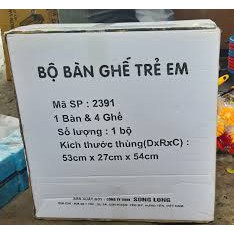 BỘ BÀN GHẾ TRẺ EM
Mã SP : 2391
1 Bàn & 4 Ghế
Số lượng : 1 bộ
Kích thước thùng(DxRxC) :
53cm x 27cm x 54cm
SONG LONG